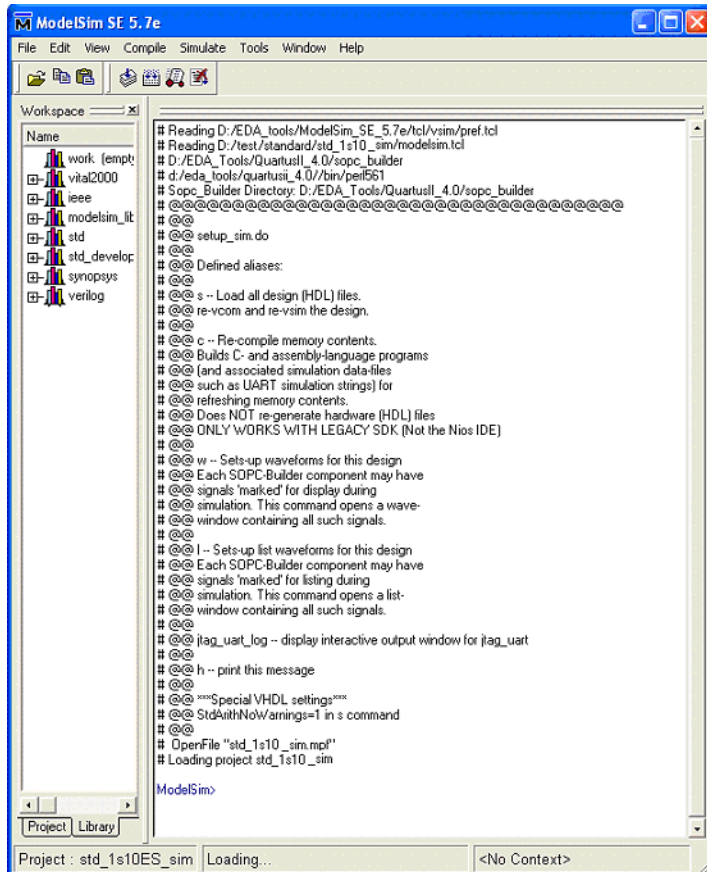 ModelSim SE 5.7e
File Edit View Compile Simulate Tools Window Help
Workspace
Name
work (empty
vital2000
ieee
modelsim_lib
std
std_develop
synopsys
verilog
Project Library
# Reading D:/EDA_tools/ModelSim_SE_5.7e/tcl/vsim/pref.tcl
# Reading D:/test/standard/std_1s10_sim/modelsim.tcl
# D:/EDA_Tools/QuartusII_4.0/sopc_builder
# d:/eda_tools/quartusii_4.0//bin/perl561
# Sopc_Builder Directory: D:/EDA_Tools/QuartusII_4.0/sopc_builder
# @@@@@@@@@@@@@@@@@@@@@@@@@@@@@@@@@@@@
# @@
# @@ setup_sim.do
# @@
# @@ Defined aliases:
# @@
# @@ s -- Load all design (HDL) files.
# @@ re-vcom and re-vsim the design.
# @@
# @@ c -- Re-compile memory contents.
# @@ Builds C- and assembly-language programs
# @@ (and associated simulation data-files
# @@ such as UART simulation strings) for
# @@ refreshing memory contents.
# @@ Does NOT re-generate hardware (HDL) files
# @@ ONLY WORKS WITH LEGACY SDK (Not the Nios IDE)
# @@
# @@ w -- Sets-up waveforms for this design
# @@ Each SOPC-Builder component may have
# @@ signals 'marked' for display during
# @@ simulation. This command opens a wave-
# @@ window containing all such signals.
# @@
# @@ l -- Sets-up list waveforms for this design
# @@ Each SOPC-Builder component may have
# @@ signals 'marked' for listing during
# @@ simulation. This command opens a list-
# @@ window containing all such signals.
# @@
# @@ jtag_uart_log -- display interactive output window for jtag_uart
# @@
# @@ h -- print this message
# @@
# @@ ***Special VHDL settings***
# @@ StdArithNoWarnings=1 in s command
# @@
# OpenFile "std_1s10 _sim.mpf"
# Loading project std_1s10 _sim
ModelSim>
Project : std_1s10ES_sim Loading... <No Context>